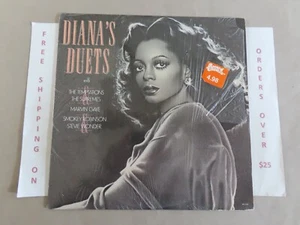 DIANA'S
DUETS
with
THE TEMPTATIONS
THE SUPREMES
MARVIN GAYE
SMOKEY ROBINSON
STEVIE WONDER
4.98
FREE SHIPPING ON
ORDERS OVER
$25